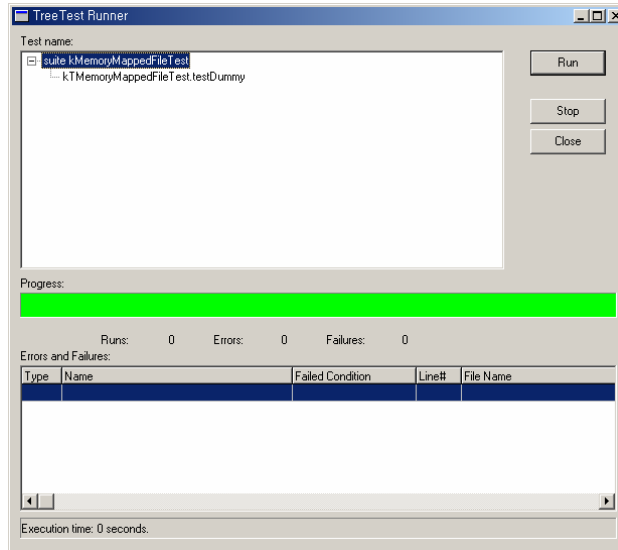 TreeTest Runner
Test name:
suite kMemoryMappedFileTest
kTMemoryMappedFileTest.testDummy
Run
Stop
Close
Progress:
Runs: 0 Errors: 0 Failures: 0
Errors and Failures:
Type Name Failed Condition Line# File Name
Execution time: 0 seconds.